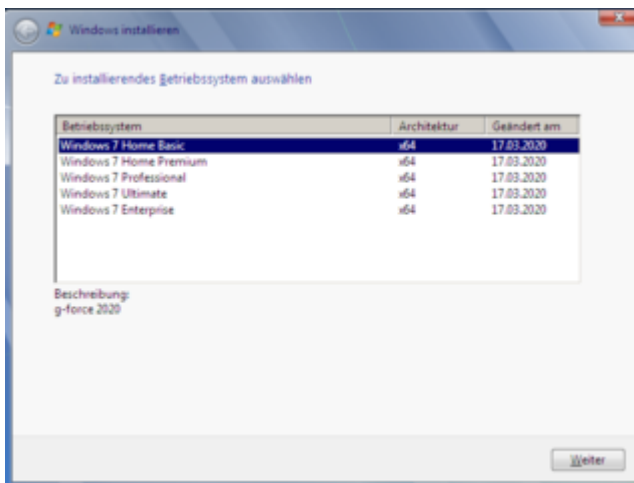 Windows installieren
Zu installierendes Betriebssystem auswählen
Betriebssystem Architektur Geändert am
Windows 7 Home Basic x64 17.03.2020
Windows 7 Home Premium x64 17.03.2020
Windows 7 Professional x64 17.03.2020
Windows 7 Ultimate x64 17.03.2020
Windows 7 Enterprise x64 17.03.2020
Beschreibung:
g-force 2020
Weiter